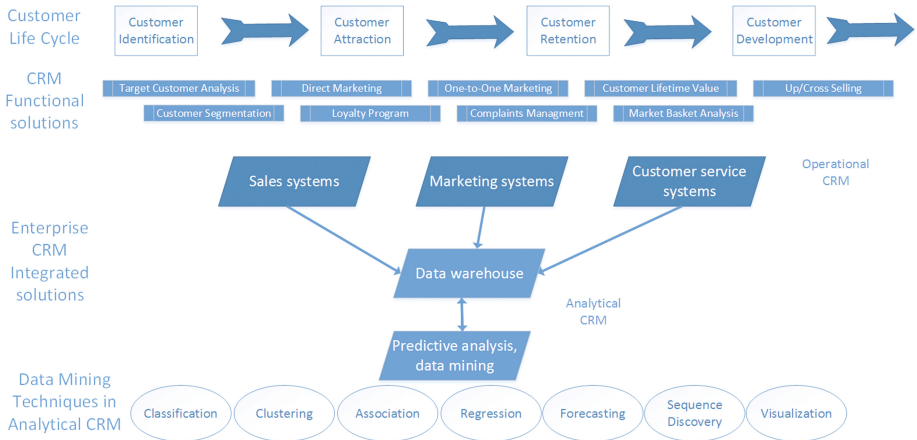 Customer
Life Cycle
Customer
Identification
Customer
Attraction
Customer
Retention
Customer
Development
CRM
Functional
solutions
Target Customer Analysis
Direct Marketing
One-to-One Marketing
Customer Lifetime Value
Up/Cross Selling
Customer Segmentation
Loyalty Program
Complaints Managment
Market Basket Analysis
Sales systems
Marketing systems
Customer service
systems
Operational
CRM
Enterprise
CRM
Integrated
solutions
Data warehouse
Analytical
CRM
Predictive analysis,
data mining
Data Mining
Techniques in
Analytical CRM
Classification
Clustering
Association
Regression
Forecasting
Sequence
Discovery
Visualization